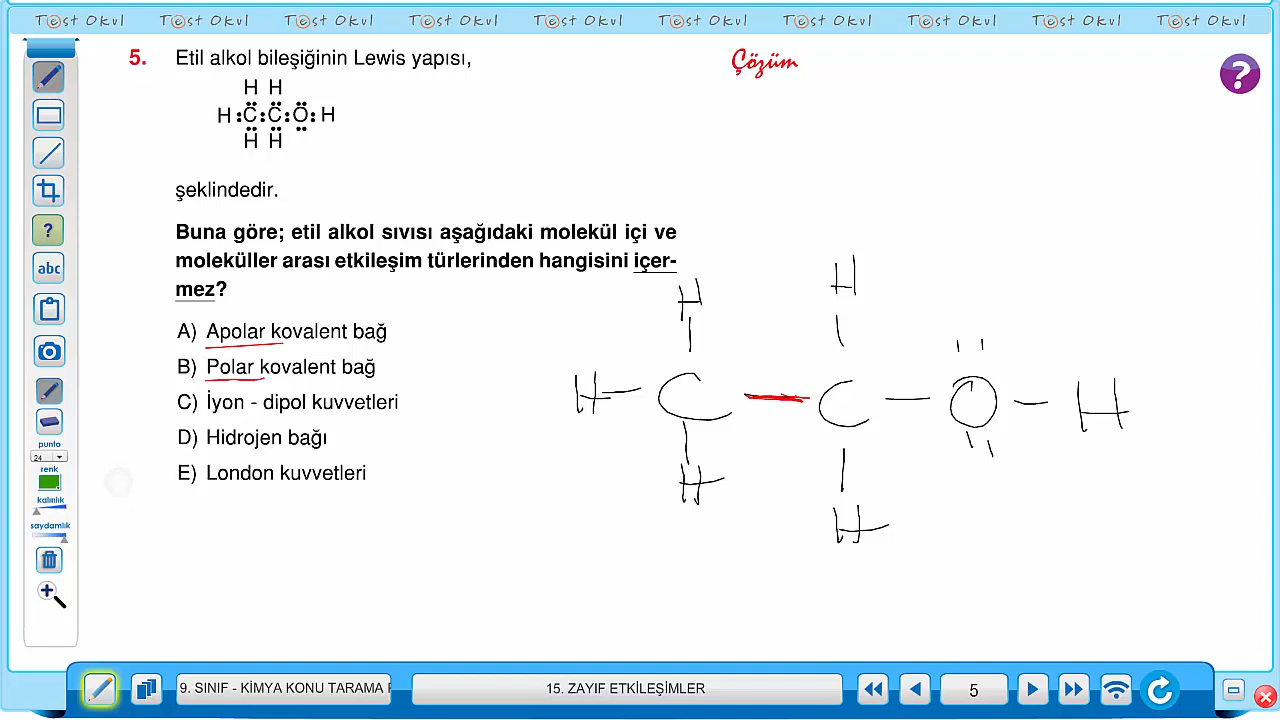 Test Okul Test Okul Test Okul Test Okul Test Okul Test Okul Test Okul Test Okul Test Okul Test Okul
5. Etil alkol bileşiğinin Lewis yapısı,
Çözüm
?
H H
H :C:C:O: H
H H
şeklindedir.
Buna göre; etil alkol sıvısı aşağıdaki molekül içi ve
moleküller arası etkileşim türlerinden hangisini içer-
mez?
A) Apolar kovalent bağ
B) Polar kovalent bağ
C) İyon - dipol kuvvetleri
D) Hidrojen bağı
E) London kuvvetleri
H H
H — C — C — O — H
H H
?
abc
punto
24
renk
kalınlık
saydamlık
9. SINIF - KİMYA KONU TARAMA
15. ZAYIF ETKİLEŞİMLER
5